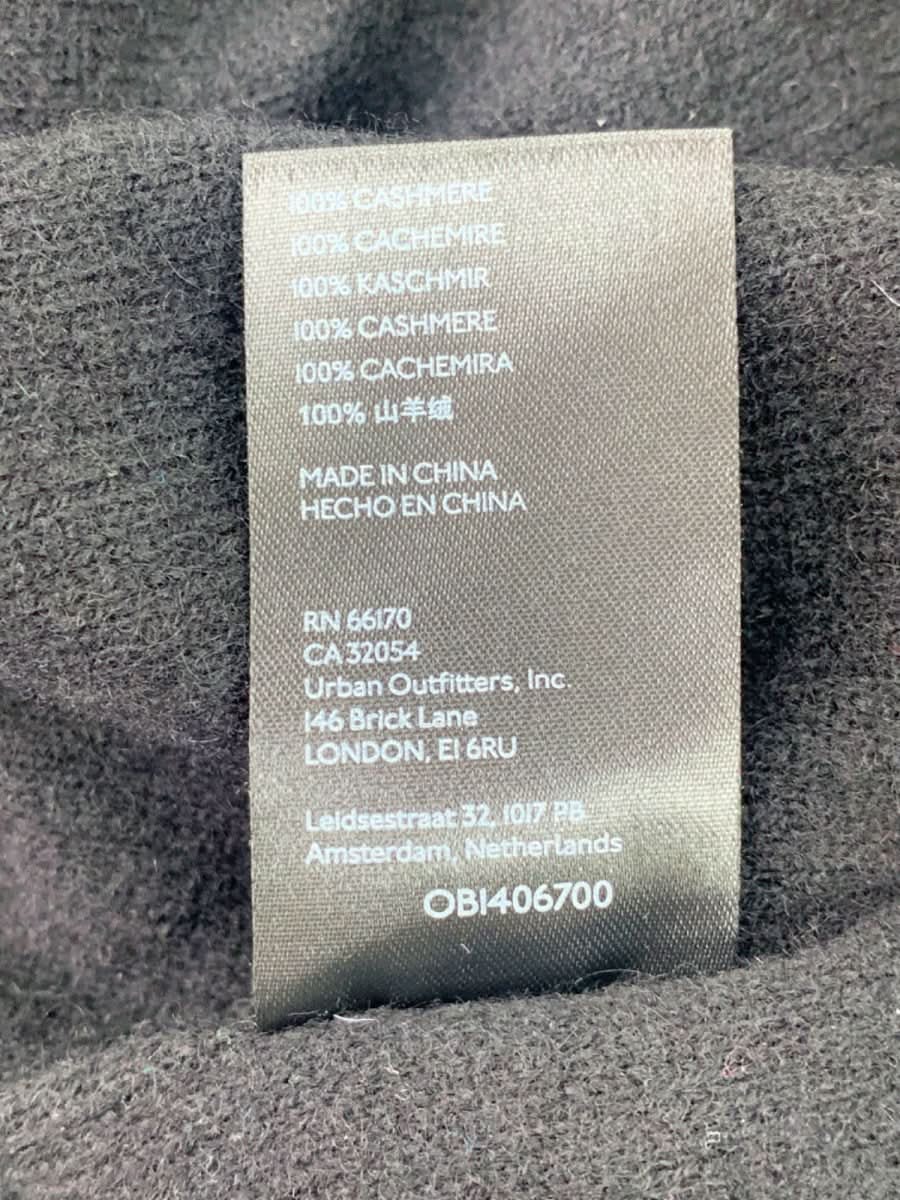 100% CASHMERE
100% CACHEMIRE
100% KASCHMIR
100% CASHMERE
100% CACHEMIRA
100% 山羊绒
MADE IN CHINA
HECHO EN CHINA
RN 66170
CA 32054
Urban Outfitters, Inc.
146 Brick Lane
LONDON, E1 6RU
Leidsestraat 32, 1017 PB
Amsterdam, Netherlands
OB1406700